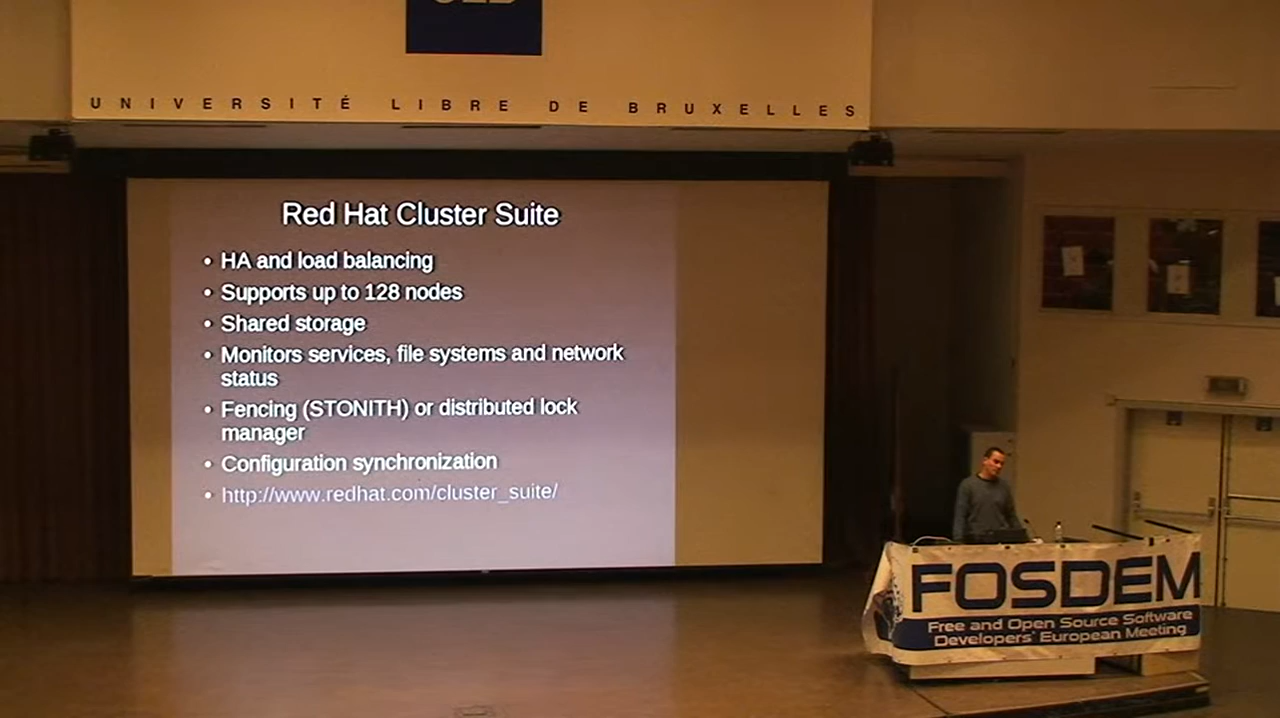 UNIVERSITÉ LIBRE DE BRUXELLES
Red Hat Cluster Suite
• HA and load balancing
• Supports up to 128 nodes
• Shared storage
• Monitors services, file systems and network
status
• Fencing (STONITH) or distributed lock
manager
• Configuration synchronization
• http://www.redhat.com/cluster_suite/
FOSDEM
Free and Open Source Software
Developers' European Meeting